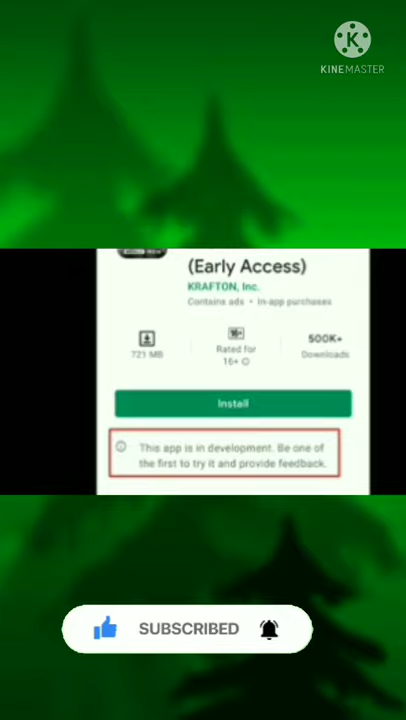 K
KINEMASTER
(Early Access)
KRAFTON, Inc.
Contains ads • In-app purchases
16+
500K+
721 MB
Rated for
16+
Downloads
Install
This app is in development. Be one of
the first to try it and provide feedback.
SUBSCRIBED